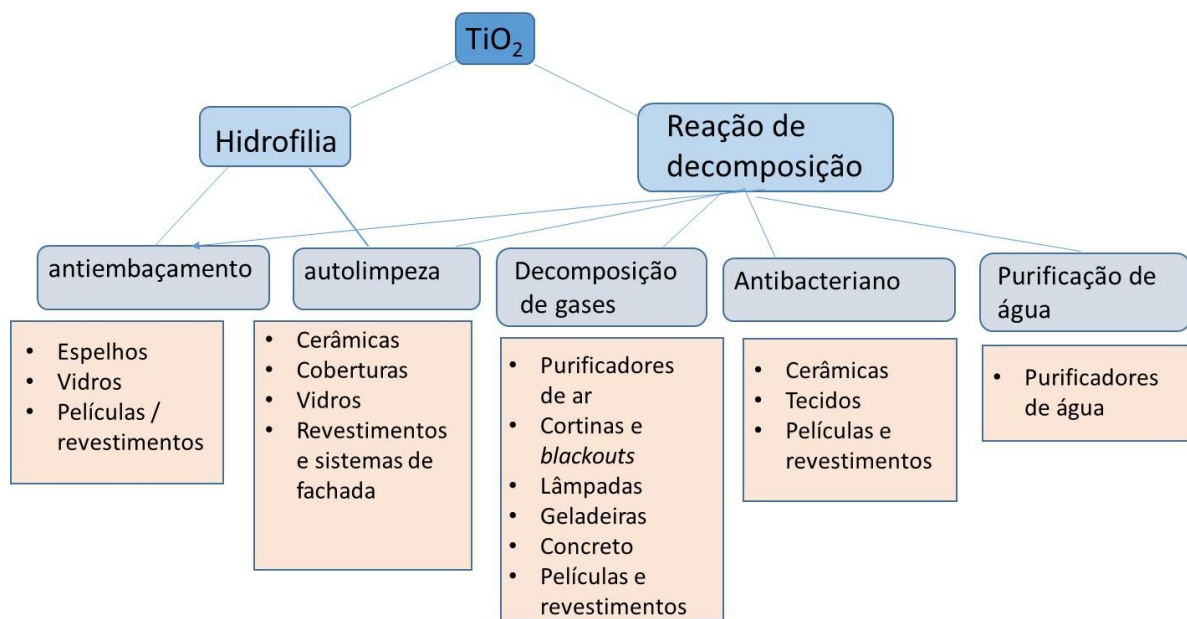 TiO₂
Hidrofilia
Reação de
decomposição
antiembaçamento
autolimpeza
Decomposição
de gases
Antibacteriano
Purificação de
água
• Espelhos
• Vidros
• Películas /
revestimentos
• Cerâmicas
• Coberturas
• Vidros
• Revestimentos
e sistemas de
fachada
• Purificadores
de ar
• Cortinas e
blackouts
• Lâmpadas
• Geladeiras
• Concreto
• Películas e
revestimentos
• Cerâmicas
• Tecidos
• Películas e
revestimentos
• Purificadores
de água